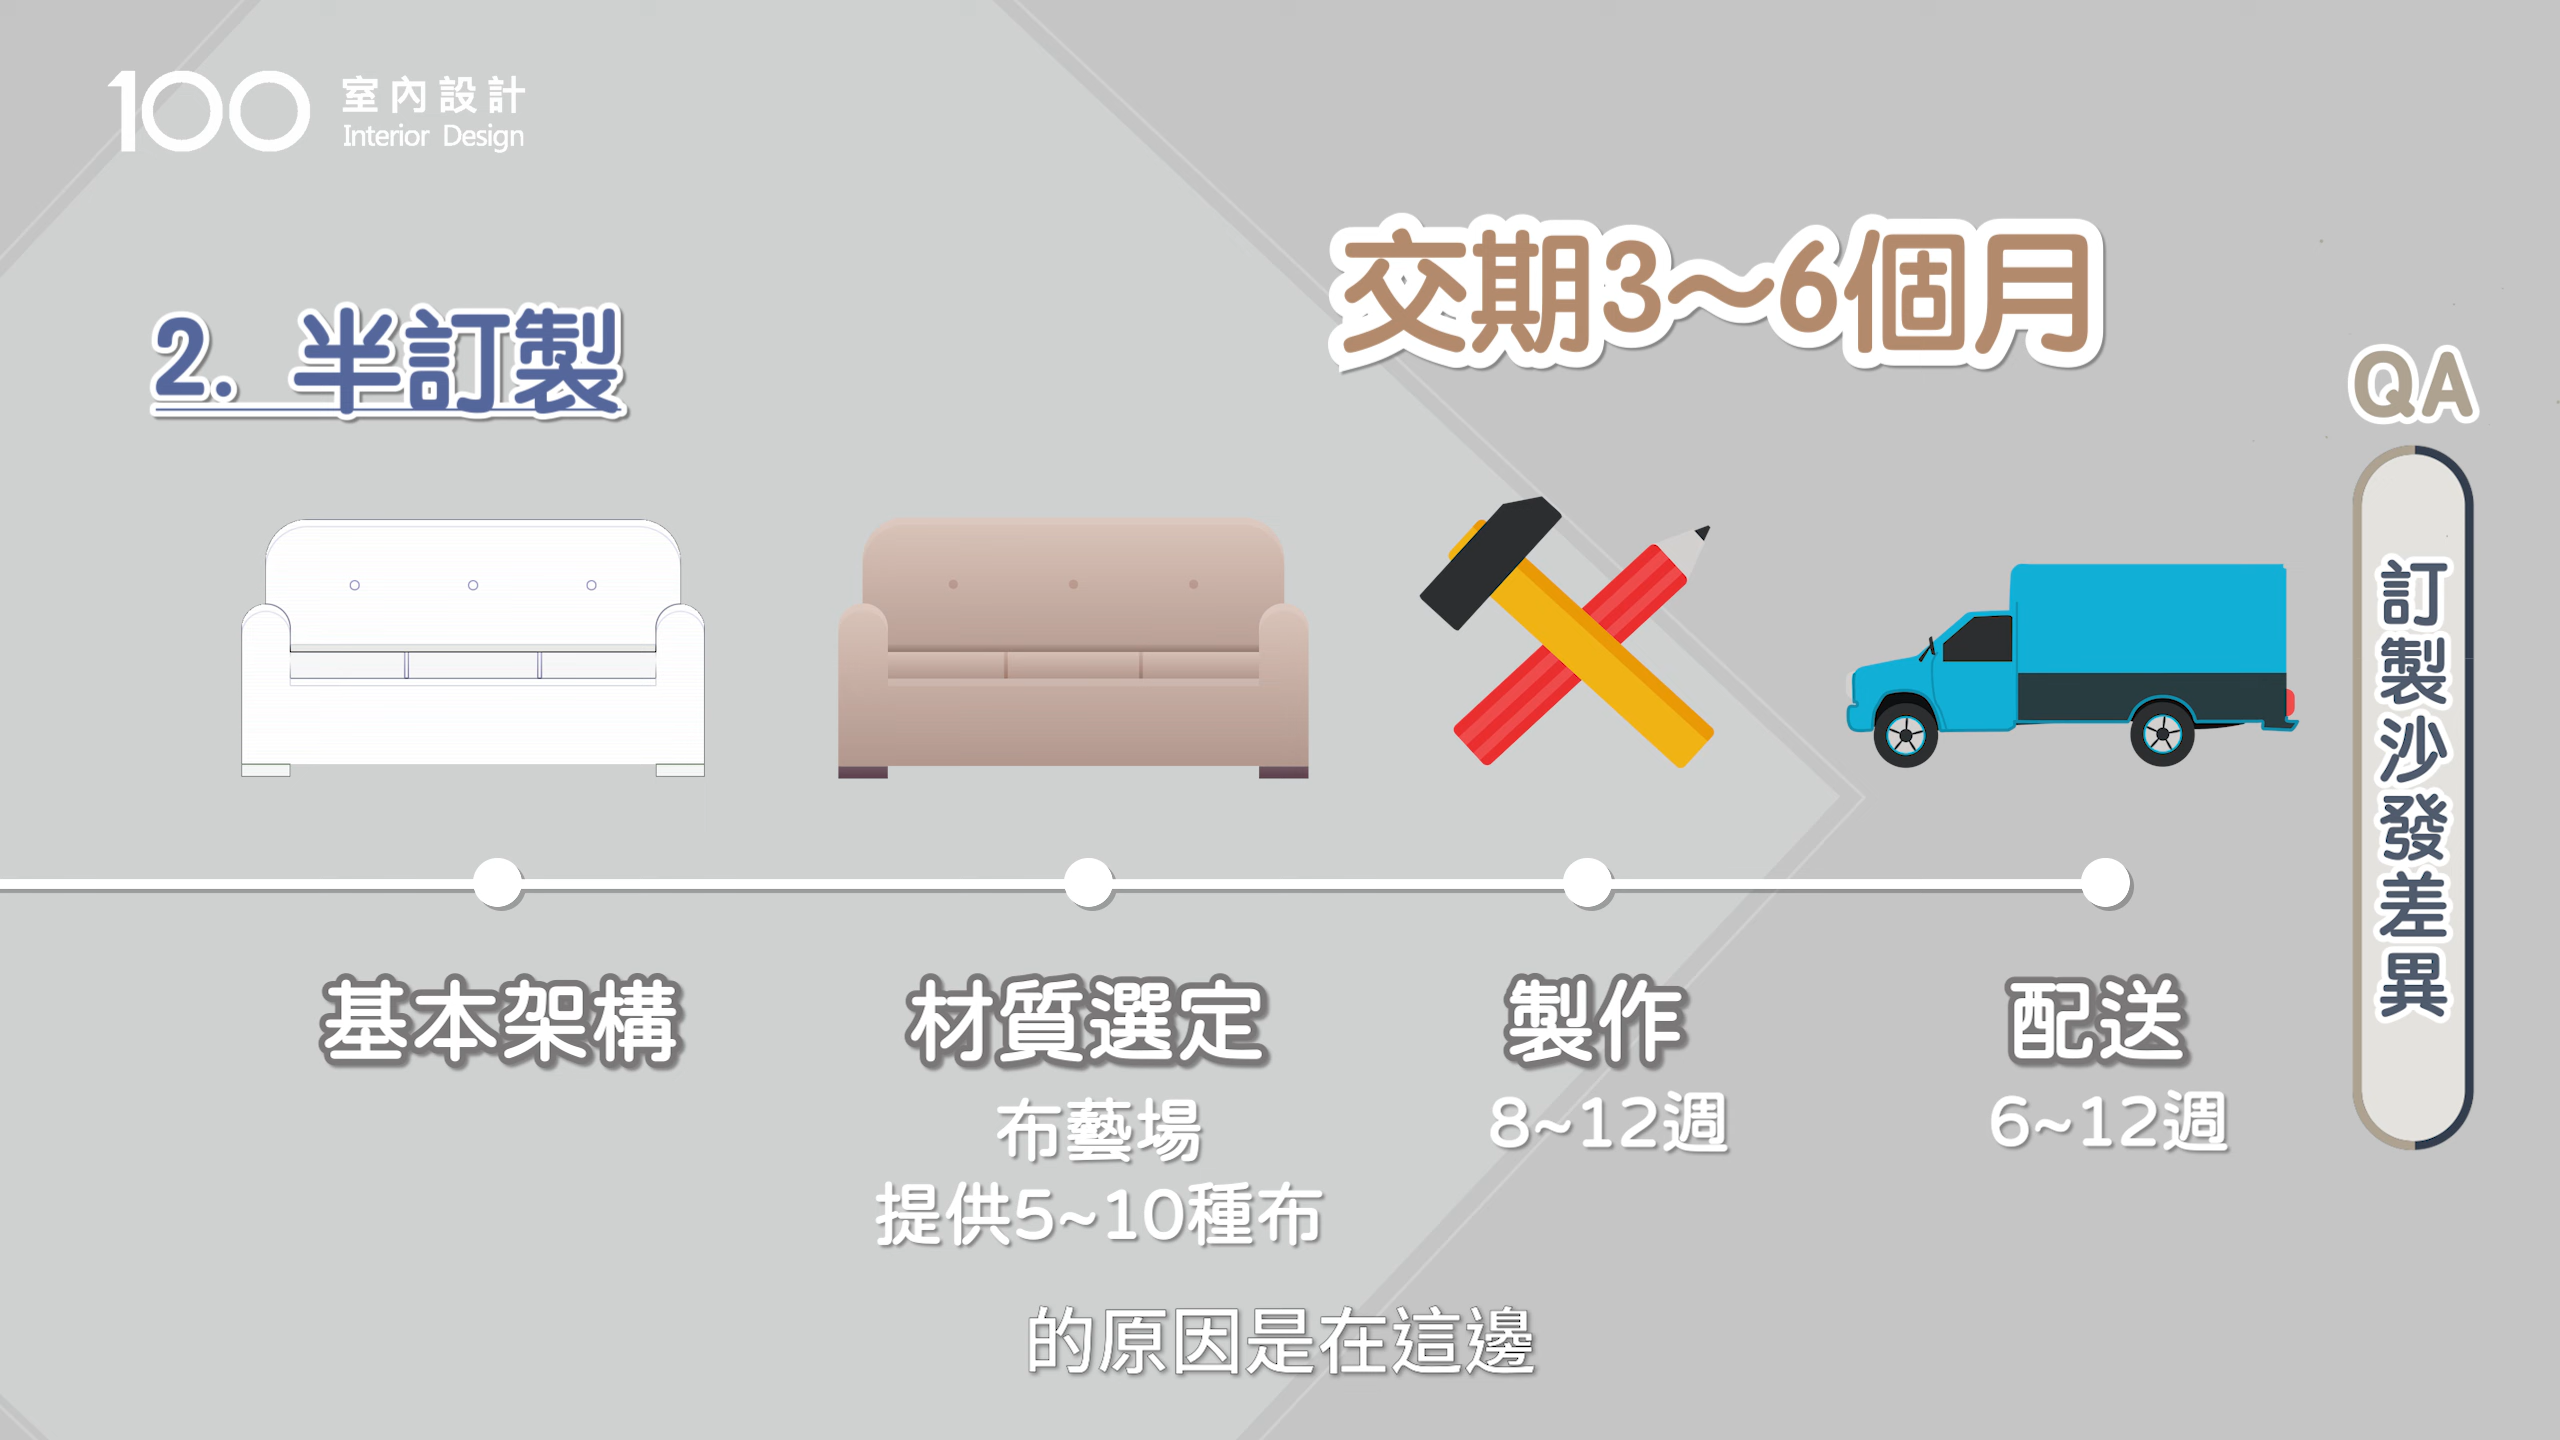 100 室內設計
Interior Design
交期3～6個月
2. 半訂製
QA
訂製沙發差異
基本架構
材質選定
製作
配送
布藝場
提供5~10種布
8~12週
6~12週
的原因是在這邊